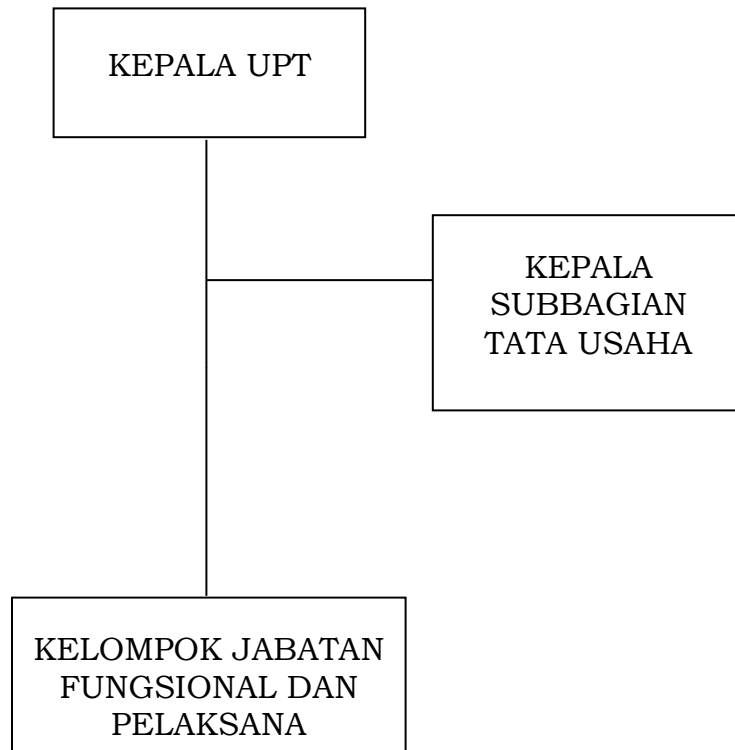 KEPALA UPT
KEPALA
SUBBAGIAN
TATA USAHA
KELOMPOK JABATAN
FUNGSIONAL DAN
PELAKSANA